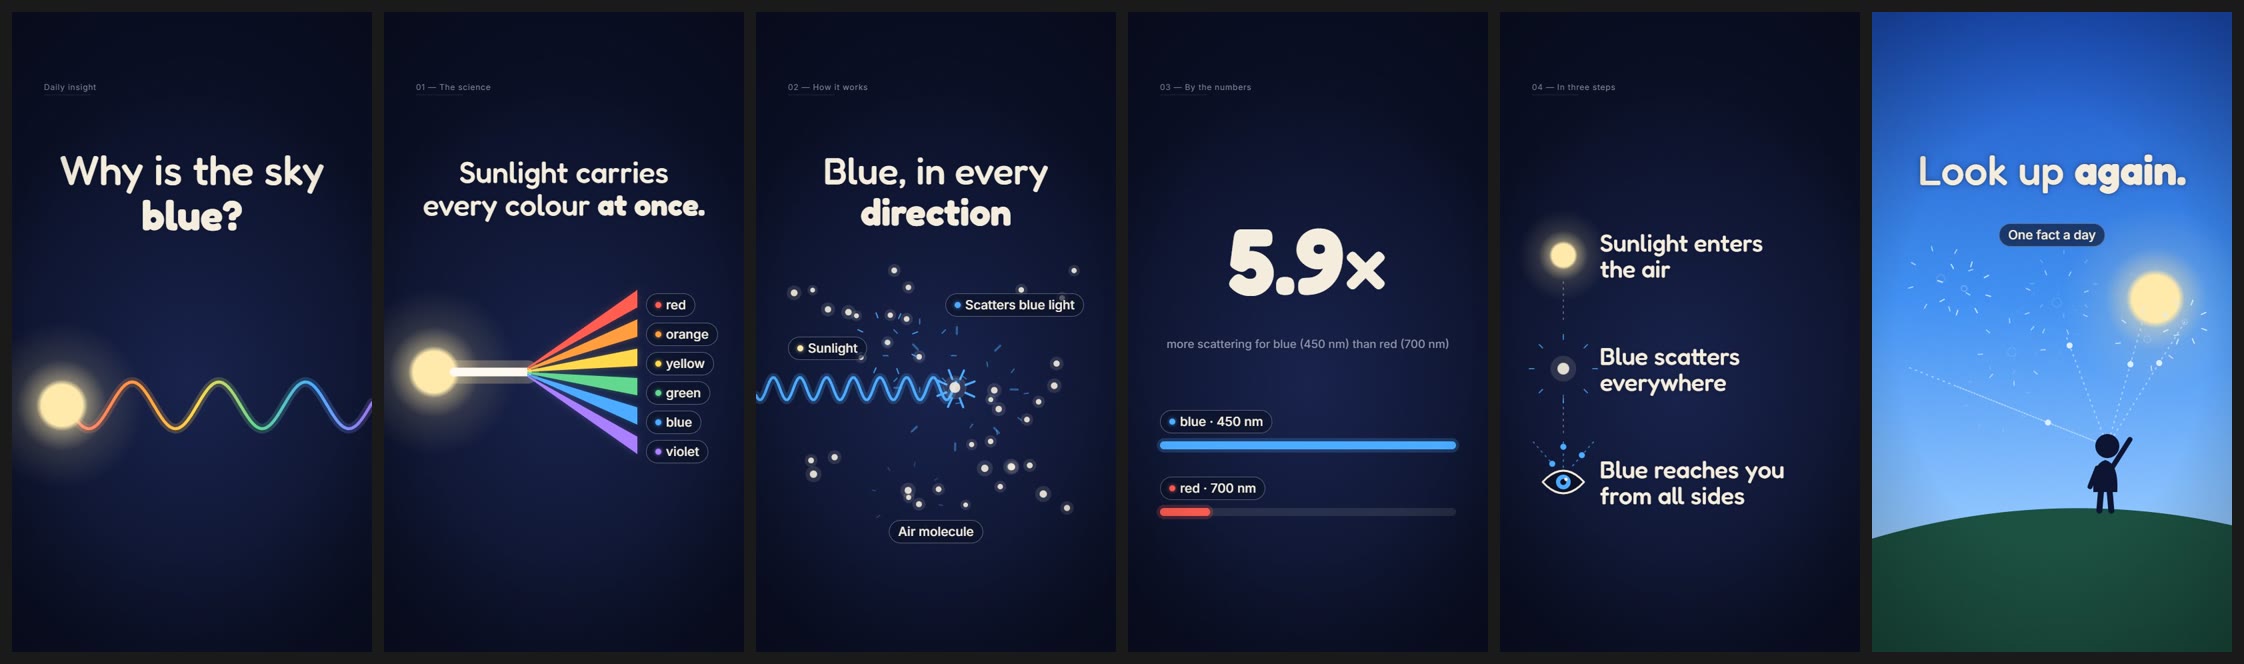 Daily insight
Why is the sky
blue?
01 — The science
Sunlight carries
every colour at once.
red
orange
yellow
green
blue
violet
02 — How it works
Blue, in every
direction
Scatters blue light
Sunlight
Air molecule
03 — By the numbers
5.9×
more scattering for blue (450 nm) than red (700 nm)
blue · 450 nm
red · 700 nm
04 — In three steps
Sunlight enters
the air
Blue scatters
everywhere
Blue reaches you
from all sides
Look up again.
One fact a day